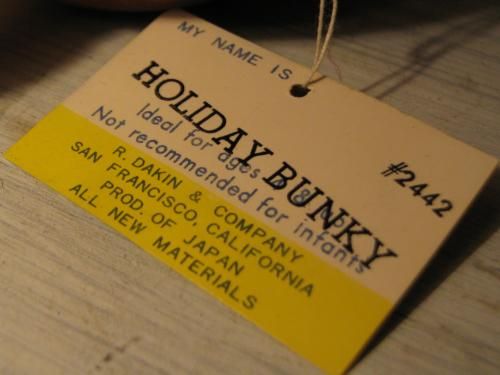 MY NAME IS
HOLIDAY BUNKY
#2442
Ideal for ages
Not recommended for infants
R. DAKIN & COMPANY
SAN FRANCISCO, CALIFORNIA
PROD. OF JAPAN
ALL NEW MATERIALS